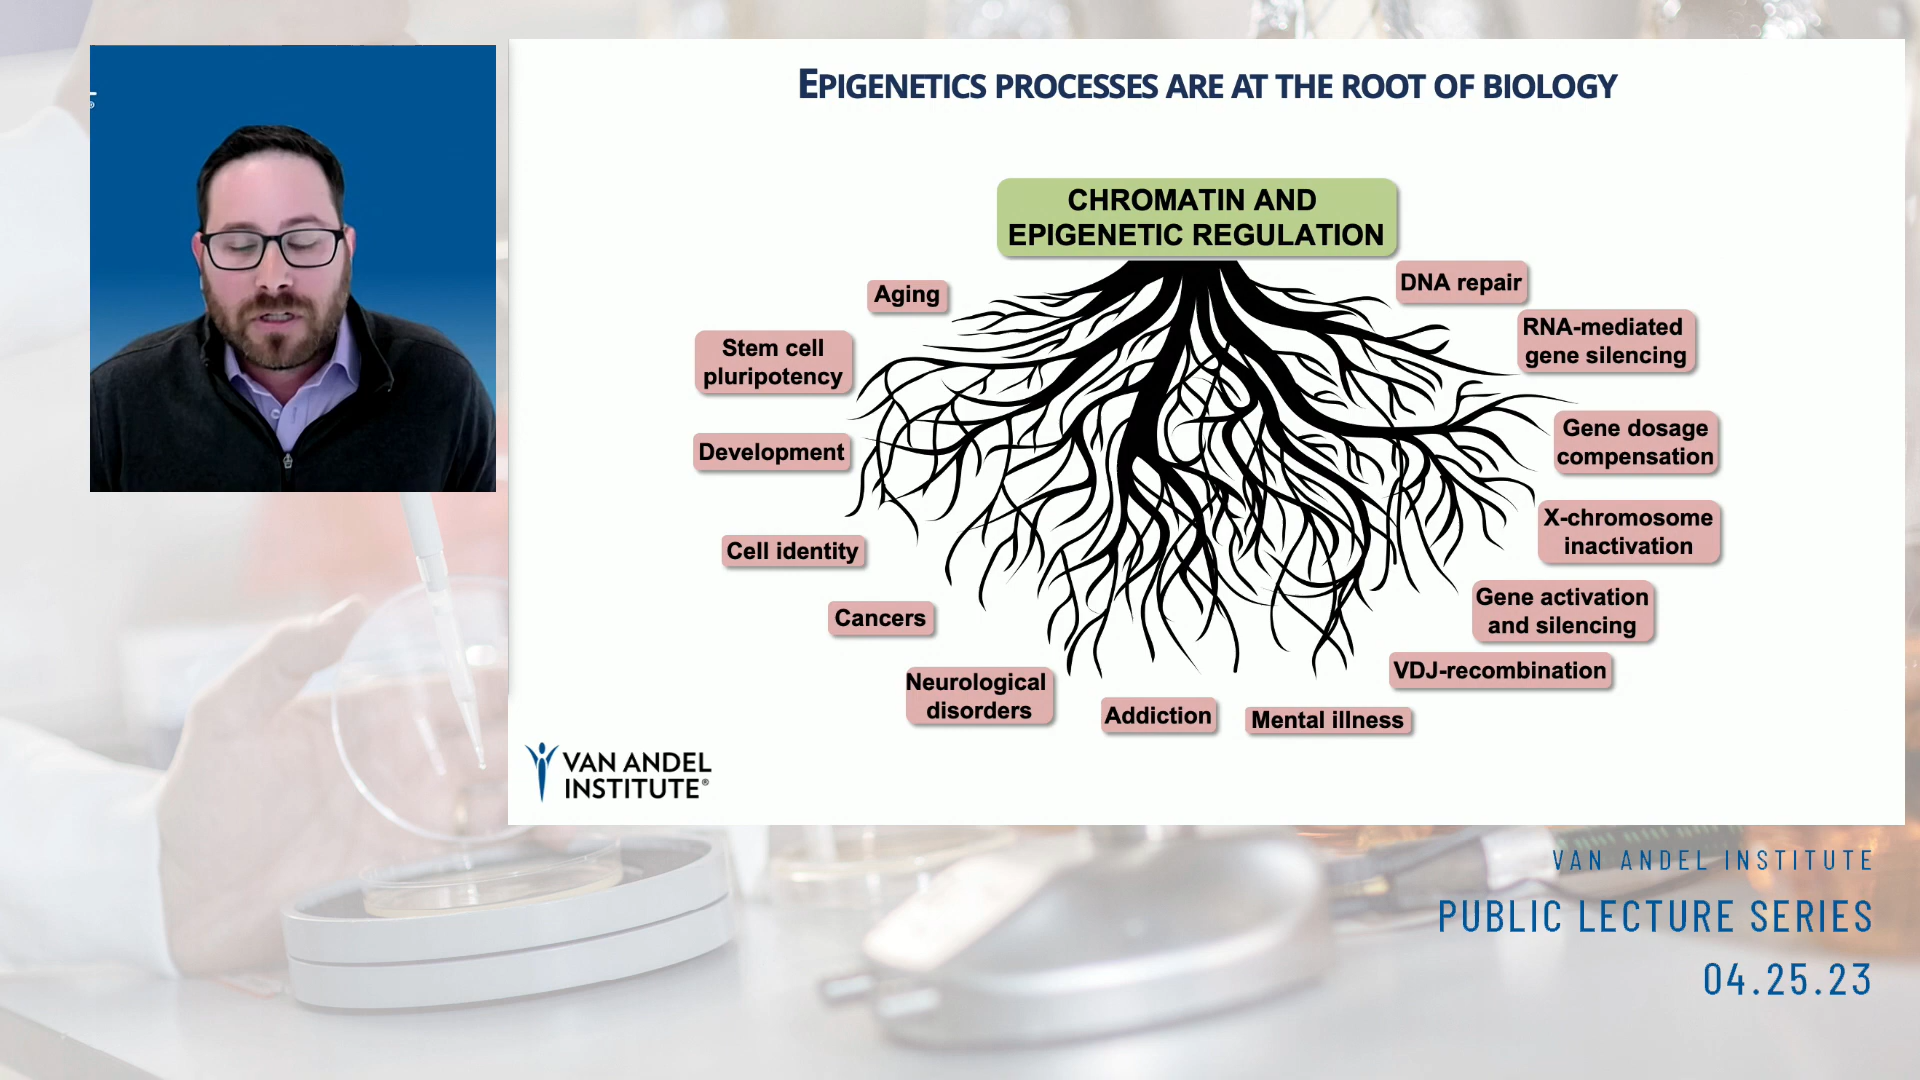 EPIGENETICS PROCESSES ARE AT THE ROOT OF BIOLOGY
CHROMATIN AND
EPIGENETIC REGULATION
Aging
Stem cell
pluripotency
Development
Cell identity
Cancers
Neurological
disorders
Addiction
Mental illness
DNA repair
RNA-mediated
gene silencing
Gene dosage
compensation
X-chromosome
inactivation
Gene activation
and silencing
VDJ-recombination
VAN ANDEL
INSTITUTE®
VAN ANDEL INSTITUTE
PUBLIC LECTURE SERIES
04.25.23